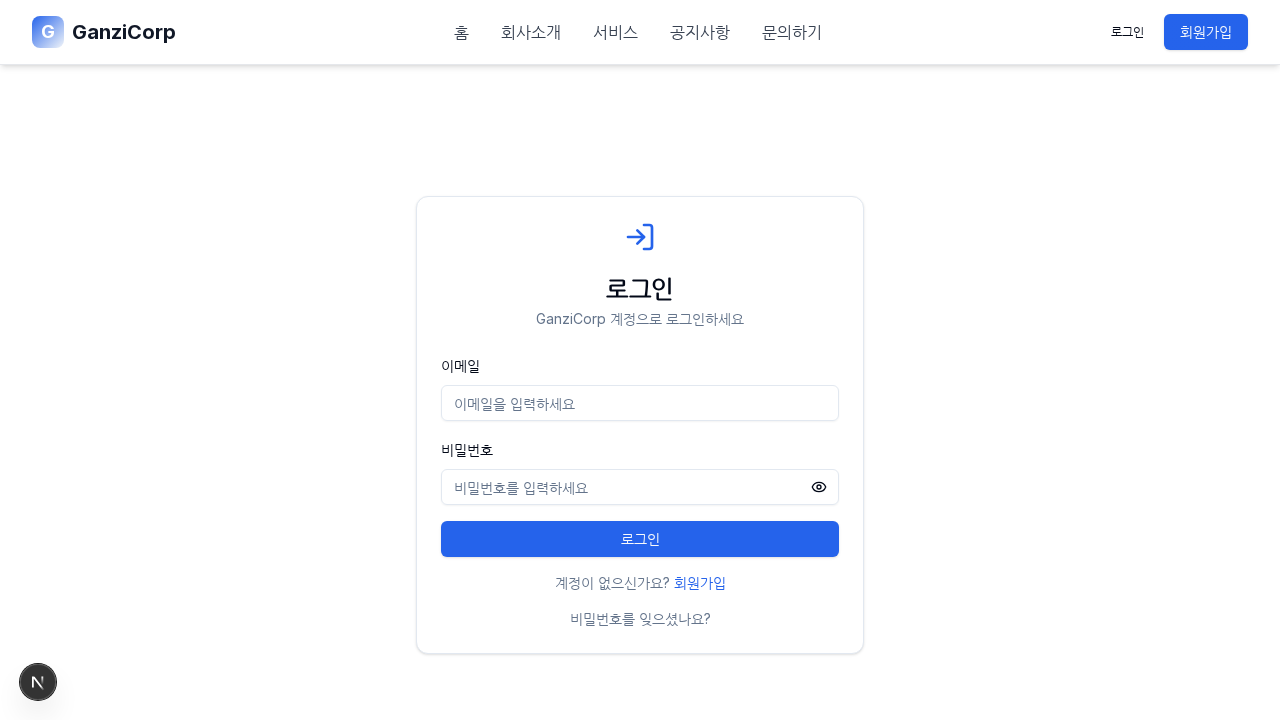 G GanziCorp 홈 회사소개 서비스 공지사항 문의하기 로그인 회원가입
로그인
GanziCorp 계정으로 로그인하세요
이메일
이메일을 입력하세요
비밀번호
비밀번호를 입력하세요
로그인
계정이 없으신가요? 회원가입
비밀번호를 잊으셨나요?
N